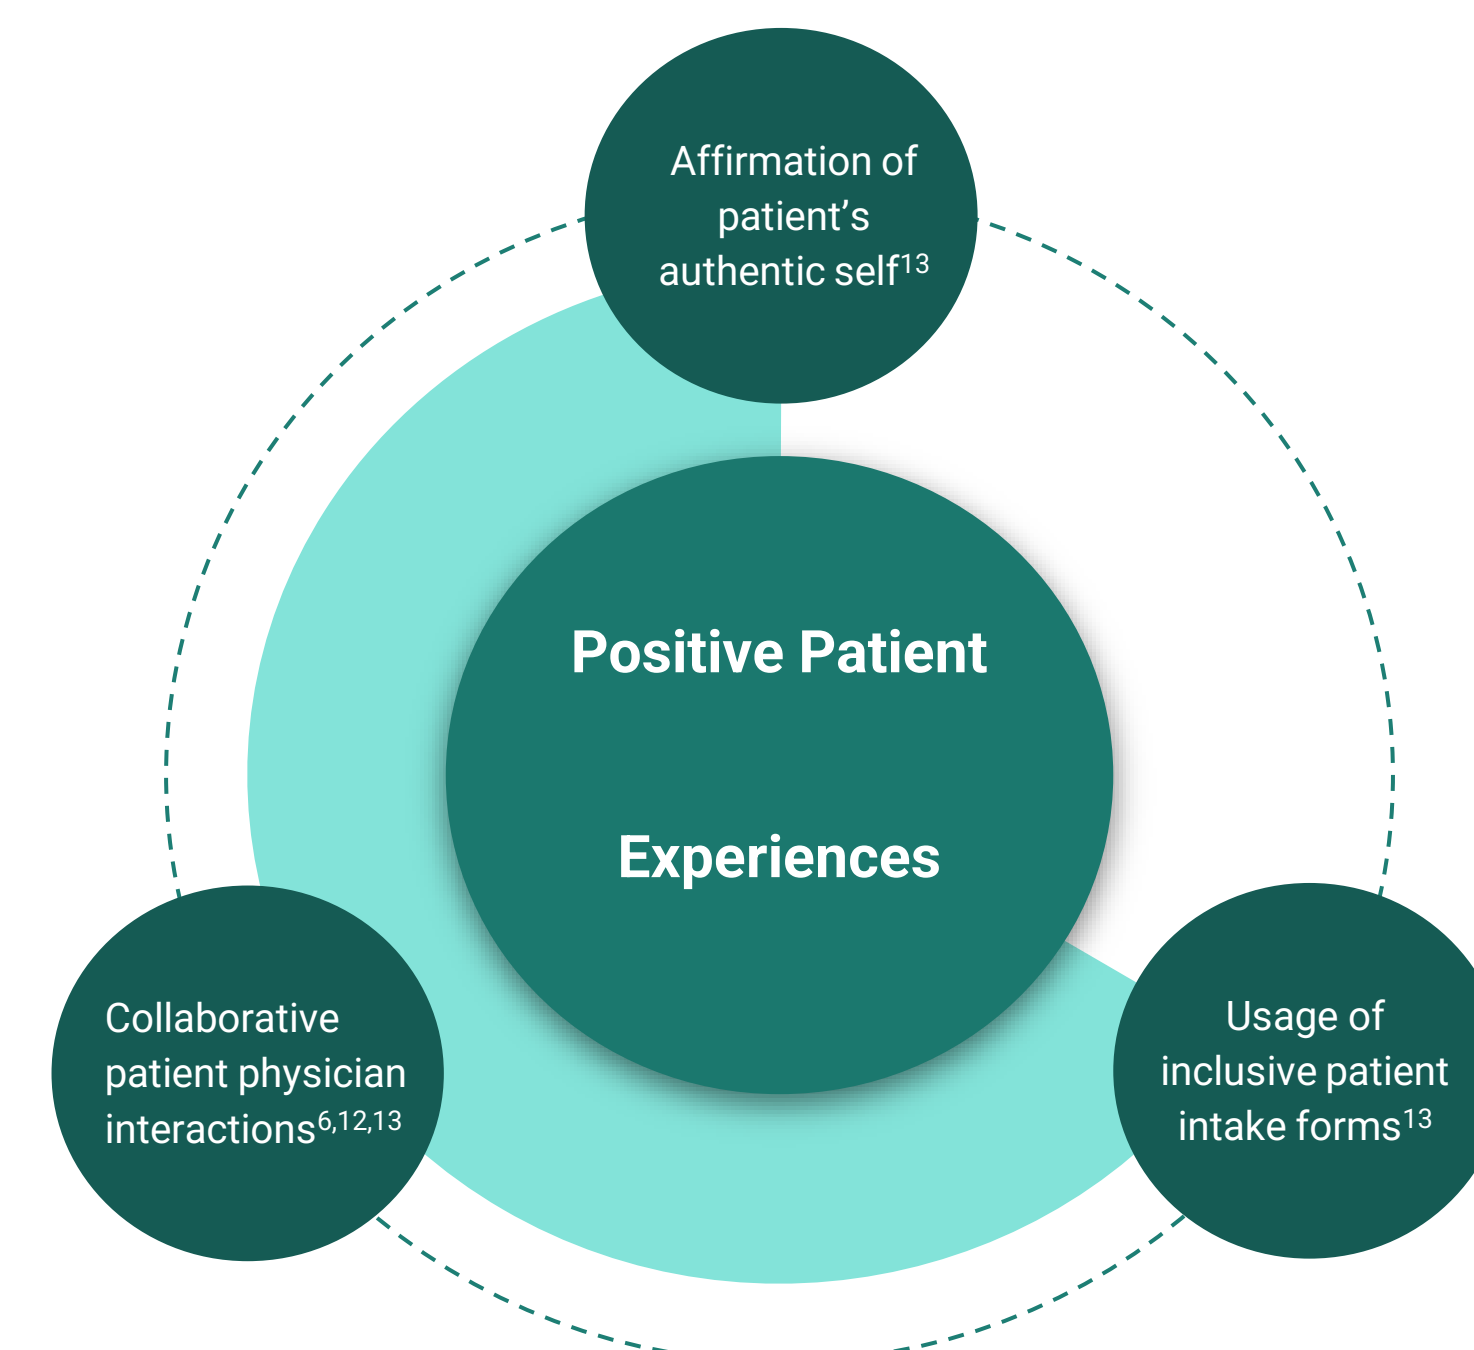 Affirmation of
patient’s
authentic self13
Positive Patient
Experiences
Collaborative
patient physician
interactions6,12,13
Usage of
inclusive patient
intake forms13